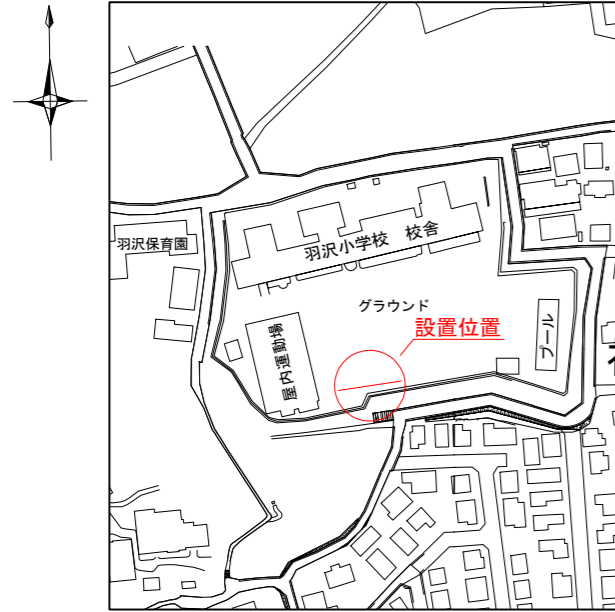 羽沢保育園
羽沢小学校 校舎
グラウンド
設置位置
屋内運動場
プール